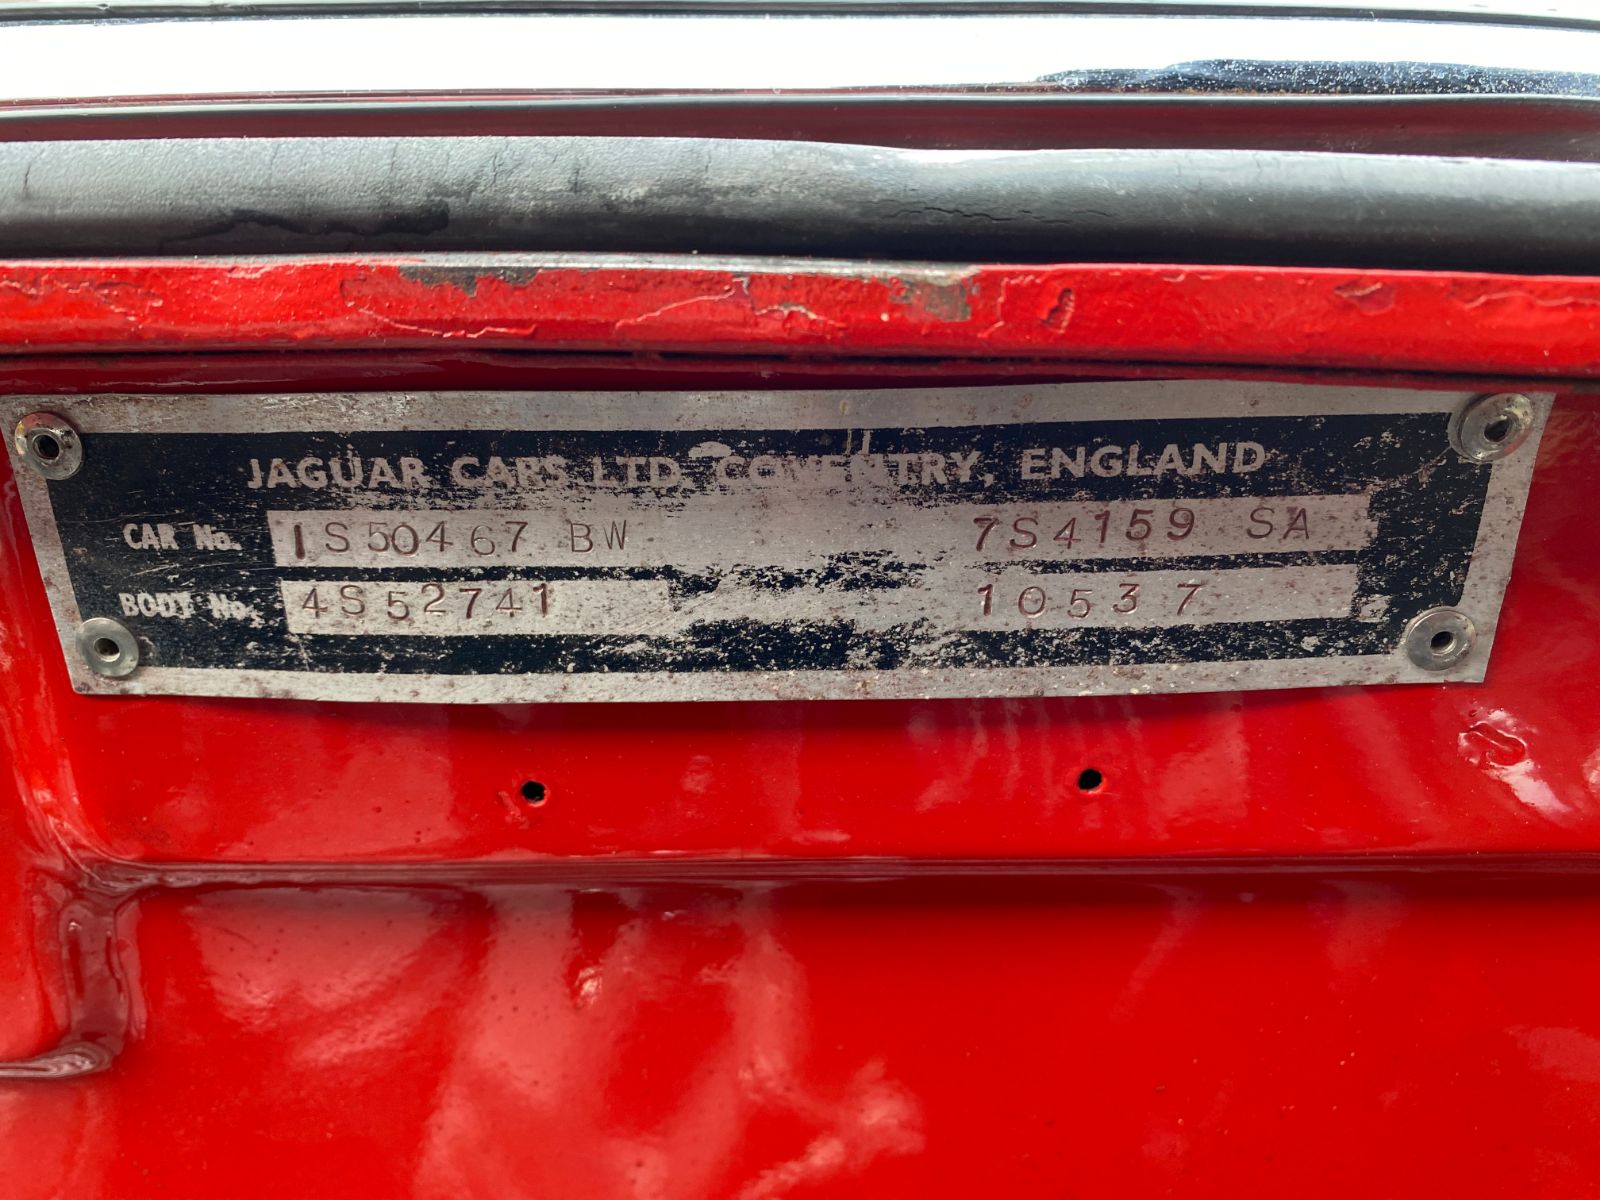 JAGUAR CARS LTD, COVENTRY, ENGLAND
CAR No. 1S50467 BW 7S4159 SA
BODY No. 4S52741 10537